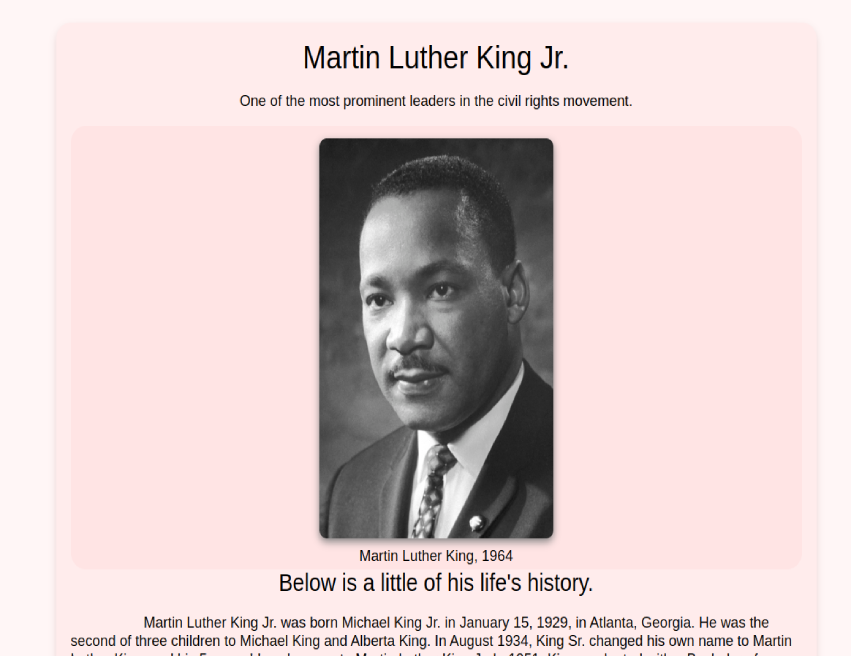 Martin Luther King Jr.
One of the most prominent leaders in the civil rights movement.
Martin Luther King, 1964
Below is a little of his life's history.
Martin Luther King Jr. was born Michael King Jr. in January 15, 1929, in Atlanta, Georgia. He was the
second of three children to Michael King and Alberta King. In August 1934, King Sr. changed his own name to Martin